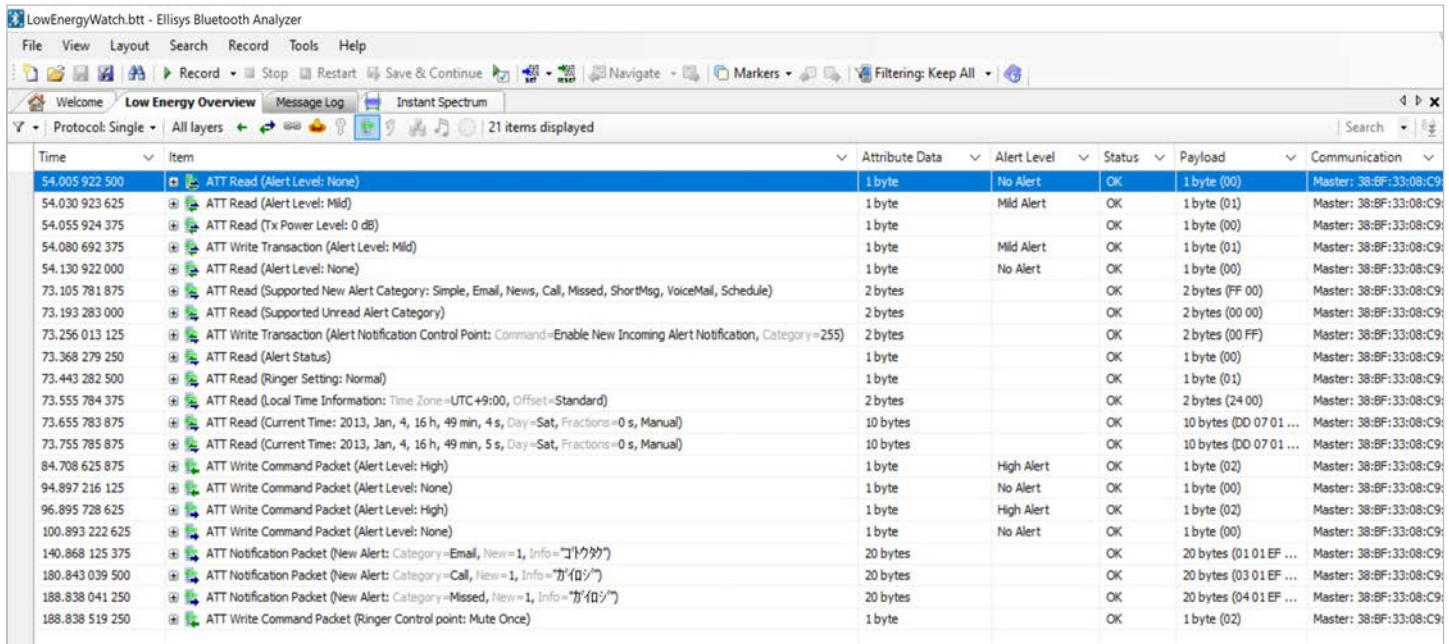 LowEnergyWatch.btt - Ellisys Bluetooth Analyzer
File View Layout Search Record Tools Help
Record Stop Restart Save & Continue Navigate Markers Filtering: Keep All
Welcome Low Energy Overview Message Log Instant Spectrum
Protocol: Single All layers 21 items displayed Search
Time Item Attribute Data Alert Level Status Payload Communication
54.005 922 500 ATT Read (Alert Level: None) 1 byte No Alert OK 1 byte (00) Master: 38:BF:33:08:C9:
54.030 923 625 ATT Read (Alert Level: Mild) 1 byte Mild Alert OK 1 byte (01) Master: 38:BF:33:08:C9:
54.055 924 375 ATT Read (Tx Power Level: 0 dB) 1 byte OK 1 byte (00) Master: 38:BF:33:08:C9:
54.080 692 375 ATT Write Transaction (Alert Level: Mild) 1 byte Mild Alert OK 1 byte (01) Master: 38:BF:33:08:C9:
54.130 922 000 ATT Read (Alert Level: None) 1 byte No Alert OK 1 byte (00) Master: 38:BF:33:08:C9:
73.105 781 875 ATT Read (Supported New Alert Category: Simple, Email, News, Call, Missed, ShortMsg, VoiceMail, Schedule) 2 bytes OK 2 bytes (FF 00) Master: 38:BF:33:08:C9:
73.193 283 000 ATT Read (Supported Unread Alert Category) 2 bytes OK 2 bytes (00 00) Master: 38:BF:33:08:C9:
73.256 013 125 ATT Write Transaction (Alert Notification Control Point: Command=Enable New Incoming Alert Notification, Category=255) 2 bytes OK 2 bytes (00 FF) Master: 38:BF:33:08:C9:
73.368 279 250 ATT Read (Alert Status) 1 byte OK 1 byte (00) Master: 38:BF:33:08:C9:
73.443 282 500 ATT Read (Ringer Setting: Normal) 1 byte OK 1 byte (01) Master: 38:BF:33:08:C9:
73.555 784 375 ATT Read (Local Time Information: Time Zone=UTC+9:00, Offset=Standard) 2 bytes OK 2 bytes (24 00) Master: 38:BF:33:08:C9:
73.655 783 875 ATT Read (Current Time: 2013, Jan, 4, 16 h, 49 min, 4 s, Day=Sat, Fractions=0 s, Manual) 10 bytes OK 10 bytes (DD 07 01 ... Master: 38:BF:33:08:C9:
73.755 785 875 ATT Read (Current Time: 2013, Jan, 4, 16 h, 49 min, 5 s, Day=Sat, Fractions=0 s, Manual) 10 bytes OK 10 bytes (DD 07 01 ... Master: 38:BF:33:08:C9:
84.708 625 875 ATT Write Command Packet (Alert Level: High) 1 byte High Alert OK 1 byte (02) Master: 38:BF:33:08:C9:
94.897 216 125 ATT Write Command Packet (Alert Level: None) 1 byte No Alert OK 1 byte (00) Master: 38:BF:33:08:C9:
96.895 728 625 ATT Write Command Packet (Alert Level: High) 1 byte High Alert OK 1 byte (02) Master: 38:BF:33:08:C9:
100.893 222 625 ATT Write Command Packet (Alert Level: None) 1 byte No Alert OK 1 byte (00) Master: 38:BF:33:08:C9:
140.868 125 375 ATT Notification Packet (New Alert: Category=Email, New=1, Info="ｺﾞﾄｳﾀｸ") 20 bytes OK 20 bytes (01 01 EF ... Master: 38:BF:33:08:C9:
180.843 039 500 ATT Notification Packet (New Alert: Category=Call, New=1, Info="ｶﾞｲﾛｼﾞ") 20 bytes OK 20 bytes (03 01 EF ... Master: 38:BF:33:08:C9:
188.838 041 250 ATT Notification Packet (New Alert: Category=Missed, New=1, Info="ｶﾞｲﾛｼﾞ") 20 bytes OK 20 bytes (04 01 EF ... Master: 38:BF:33:08:C9:
188.838 519 250 ATT Write Command Packet (Ringer Control point: Mute Once) 1 byte OK 1 byte (02) Master: 38:BF:33:08:C9: